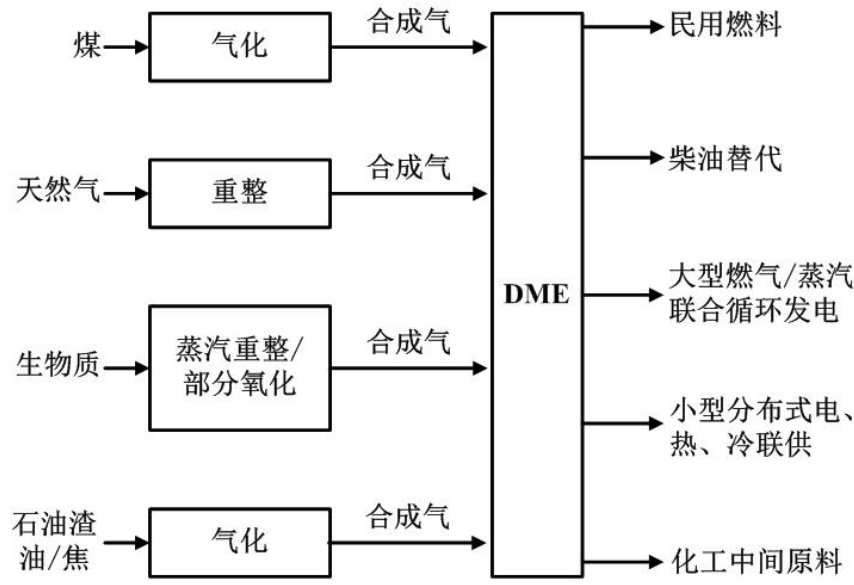 煤
气化
合成气
民用燃料
天然气
重整
合成气
柴油替代
DME
大型燃气/蒸汽
联合循环发电
生物质
蒸汽重整/
部分氧化
合成气
小型分布式电、
热、冷联供
石油渣
油/焦
气化
合成气
化工中间原料